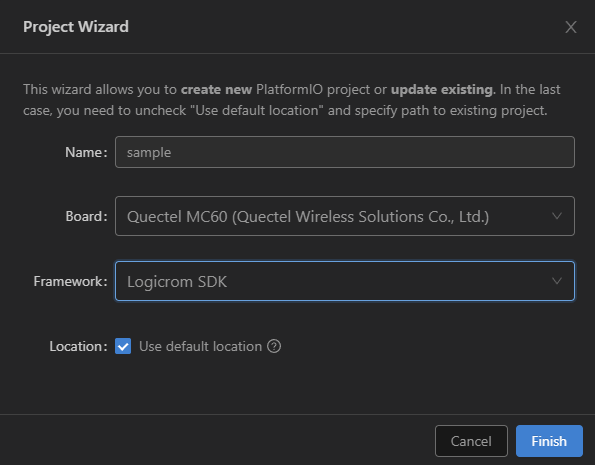 Project Wizard
This wizard allows you to create new PlatformIO project or update existing. In the last
case, you need to uncheck "Use default location" and specify path to existing project.
Name: sample
Board: Quectel MC60 (Quectel Wireless Solutions Co., Ltd.)
Framework: Logicrom SDK
Location: Use default location ?
Cancel Finish